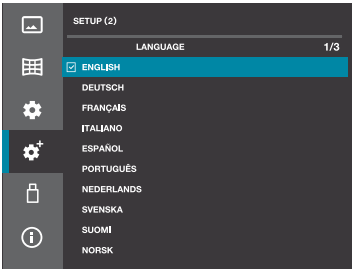 SETUP (2)
LANGUAGE 1/3
ENGLISH
DEUTSCH
FRANÇAIS
ITALIANO
ESPAÑOL
PORTUGUÊS
NEDERLANDS
SVENSKA
SUOMI
NORSK